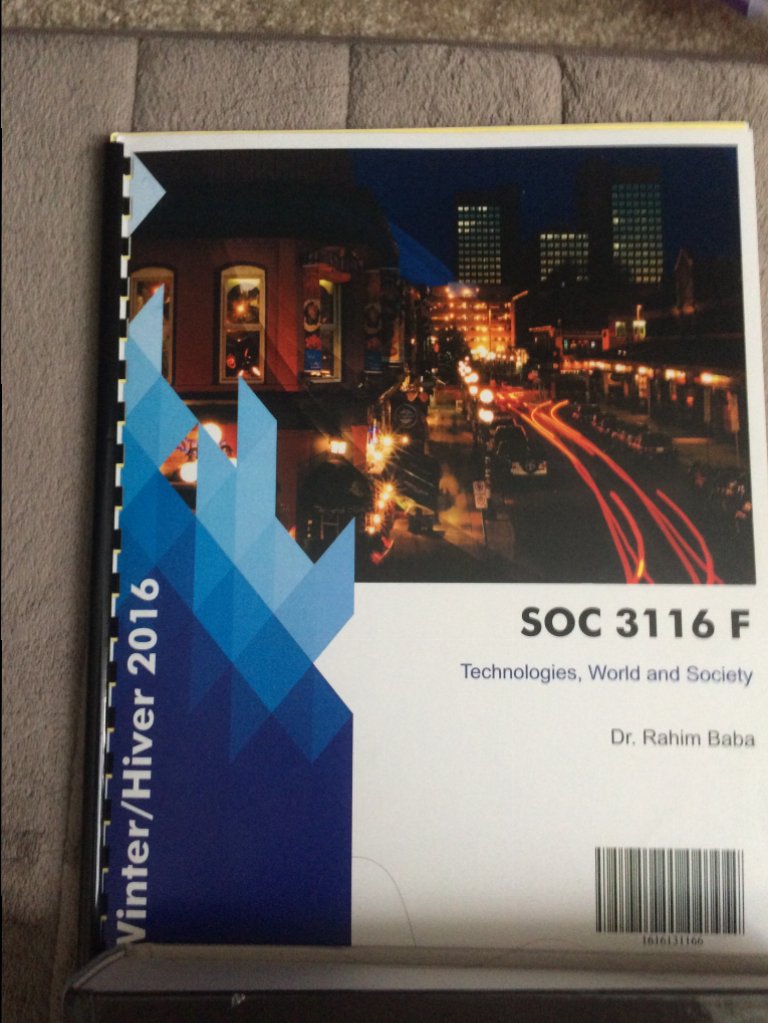 SOC 3116 F
Technologies, World and Society
Dr. Rahim Baba
Winter/Hiver 2016
1616131166